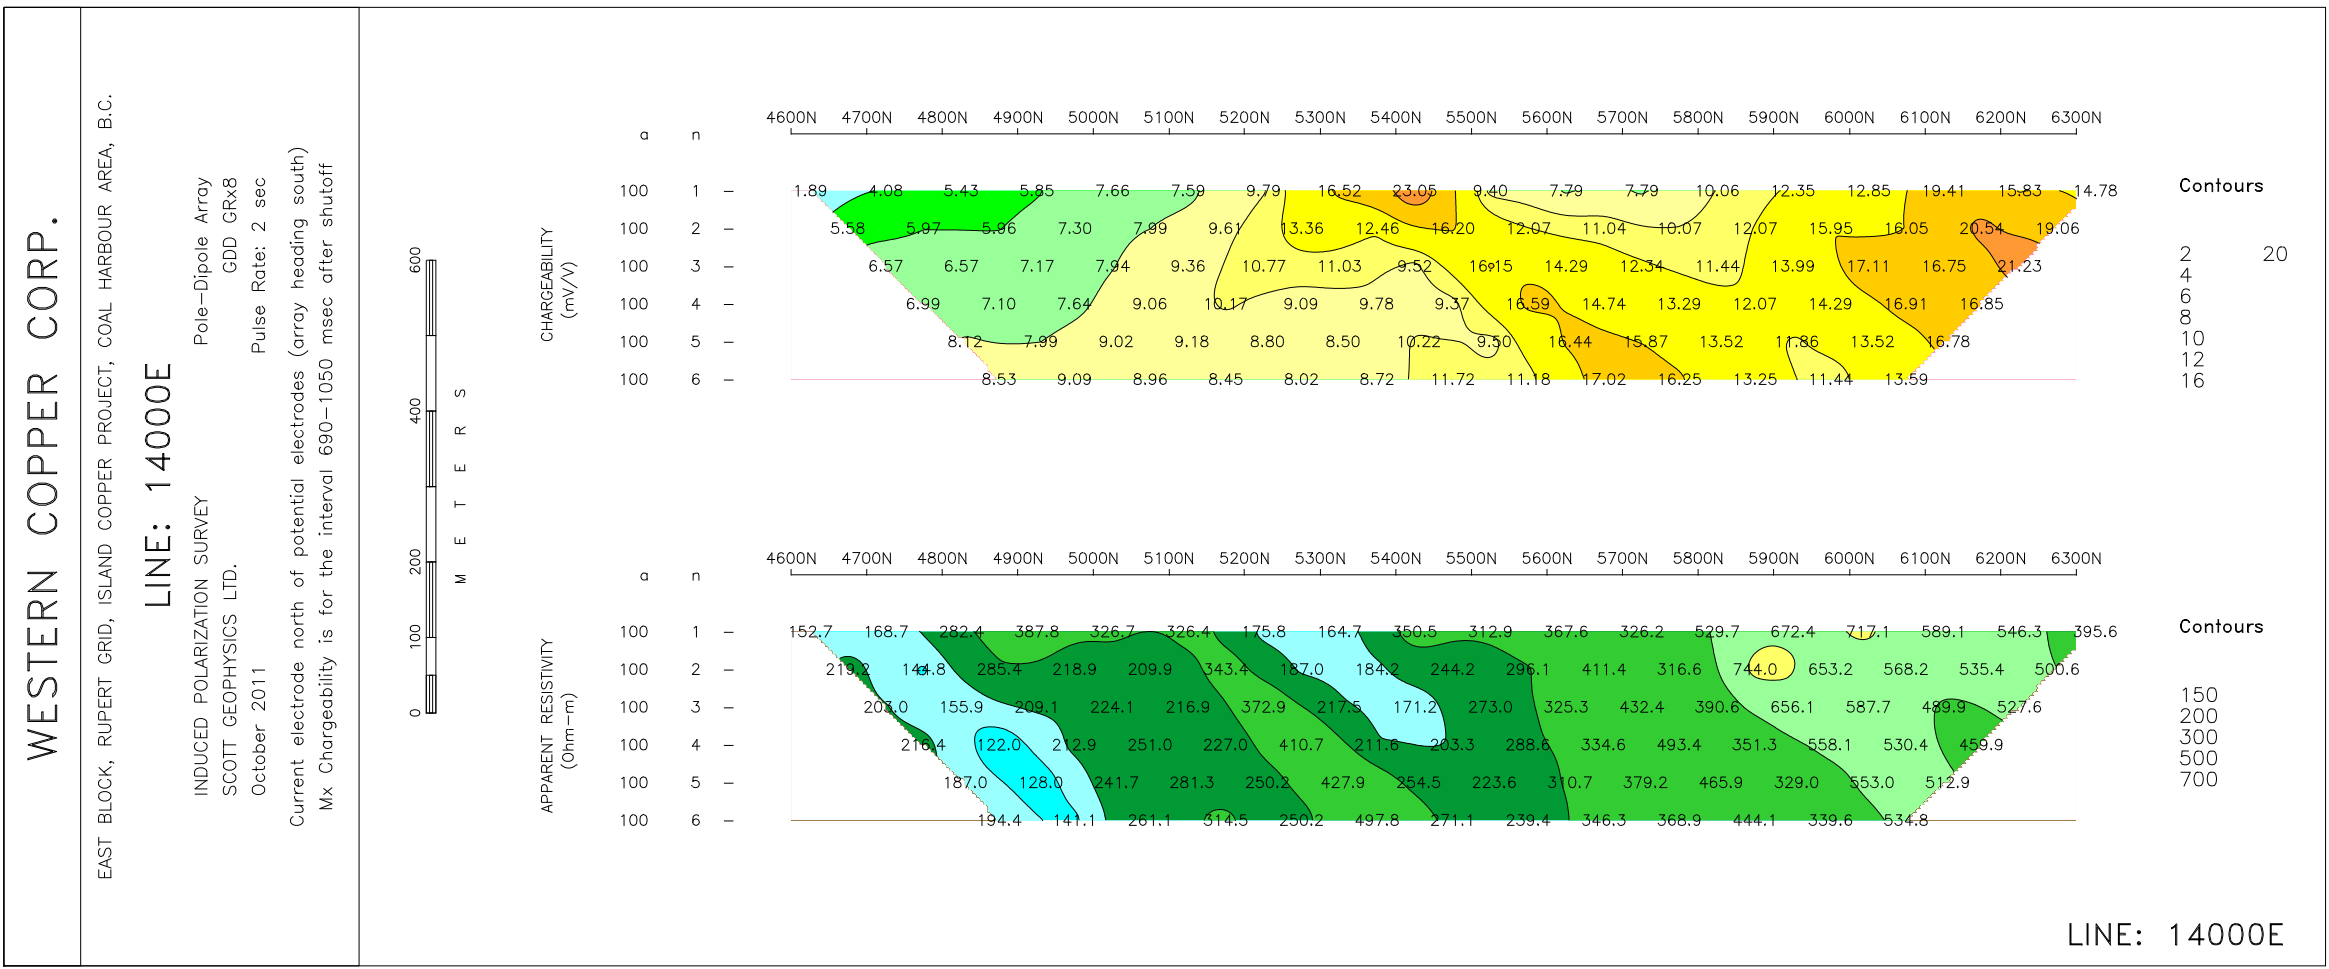 WESTERN COPPER CORP.
EAST BLOCK, RUPERT GRID, ISLAND COPPER PROJECT, COAL HARBOUR AREA, B.C.
LINE: 14000E
INDUCED POLARIZATION SURVEY Pole-Dipole Array
SCOTT GEOPHYSICS LTD. GDD GRx8
October 2011 Pulse Rate: 2 sec
Current electrode north of potential electrodes (array heading south)
Mx Chargeability is for the interval 690-1050 msec after shutoff
0 100 200 400 600
METERS
CHARGEABILITY
(mV/V)
4600N 4700N 4800N 4900N 5000N 5100N 5200N 5300N 5400N 5500N 5600N 5700N 5800N 5900N 6000N 6100N 6200N 6300N
a n
100 1 – 1.89 4.08 5.43 5.85 7.66 7.59 9.79 16.52 23.05 9.40 7.79 7.79 10.06 12.35 12.85 19.41 15.83 14.78
100 2 – 5.58 5.97 5.96 7.30 7.99 9.61 13.36 12.46 16.20 12.07 11.04 10.07 12.07 15.95 16.05 20.54 19.06
100 3 – 6.57 6.57 7.17 7.94 9.36 10.77 11.03 9.52 16.15 14.29 12.34 11.44 13.99 17.11 16.75 21.23
100 4 – 6.99 7.10 7.64 9.06 10.17 9.09 9.78 9.37 16.59 14.74 13.29 12.07 14.29 16.91 16.85
100 5 – 8.12 7.99 9.02 9.18 8.80 8.50 10.22 9.50 16.44 15.87 13.52 11.86 13.52 16.78
100 6 – 8.53 9.09 8.96 8.45 8.02 8.72 11.72 11.18 17.02 16.25 13.25 11.44 13.59
Contours
2 20
4
6
8
10
12
16
APPARENT RESISTIVITY
(Ohm-m)
4600N 4700N 4800N 4900N 5000N 5100N 5200N 5300N 5400N 5500N 5600N 5700N 5800N 5900N 6000N 6100N 6200N 6300N
a n
100 1 – 152.7 168.7 282.4 387.8 326.7 326.4 175.8 164.7 350.5 312.9 367.6 326.2 529.7 672.4 717.1 589.1 546.3 395.6
100 2 – 219.2 144.8 285.4 218.9 209.9 343.4 187.0 184.2 244.2 296.1 411.4 316.6 744.0 653.2 568.2 535.4 500.6
100 3 – 203.0 155.9 209.1 224.1 216.9 372.9 217.5 171.2 273.0 325.3 432.4 390.6 656.1 587.7 489.9 527.6
100 4 – 216.4 122.0 212.9 251.0 227.0 410.7 211.6 203.3 288.6 334.6 493.4 351.3 558.1 530.4 459.9
100 5 – 187.0 128.0 241.7 281.3 250.2 427.9 254.5 223.6 310.7 379.2 465.9 329.0 553.0 512.9
100 6 – 194.4 141.1 261.1 314.5 250.2 497.8 271.1 239.4 346.3 368.9 444.1 339.6 534.8
Contours
150
200
300
500
700
LINE: 14000E